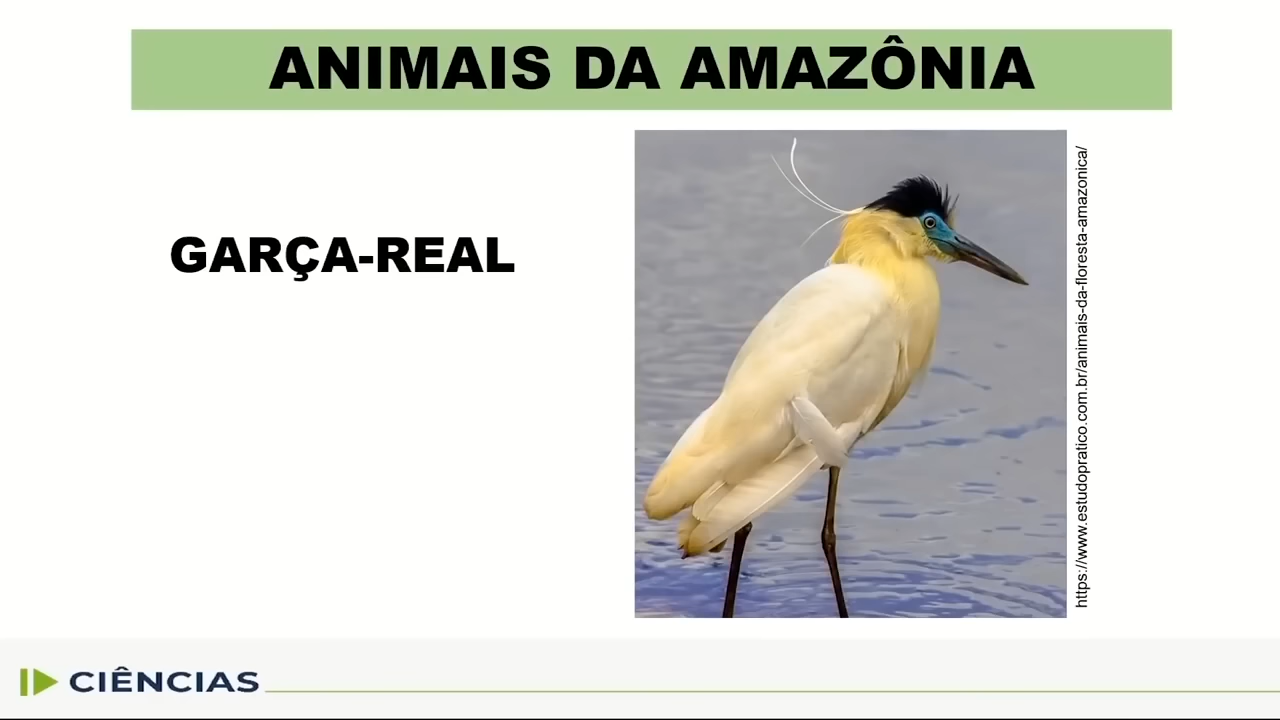 ANIMAIS DA AMAZÔNIA
GARÇA-REAL
https://www.estudopratico.com.br/animais-da-floresta-amazonica/
CIÊNCIAS